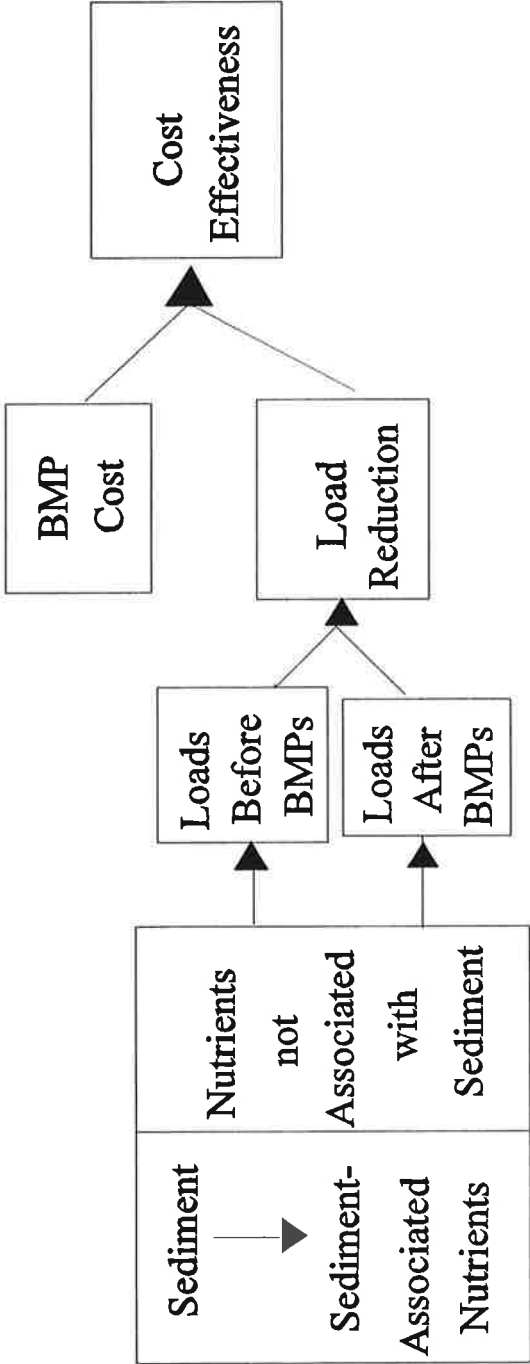 Sediment
Sediment-
Associated
Nutrients
Nutrients
not
Associated
with
Sediment
Loads
Before
BMPs
Loads
After
BMPs
BMP
Cost
Load
Reduction
Cost
Effectiveness